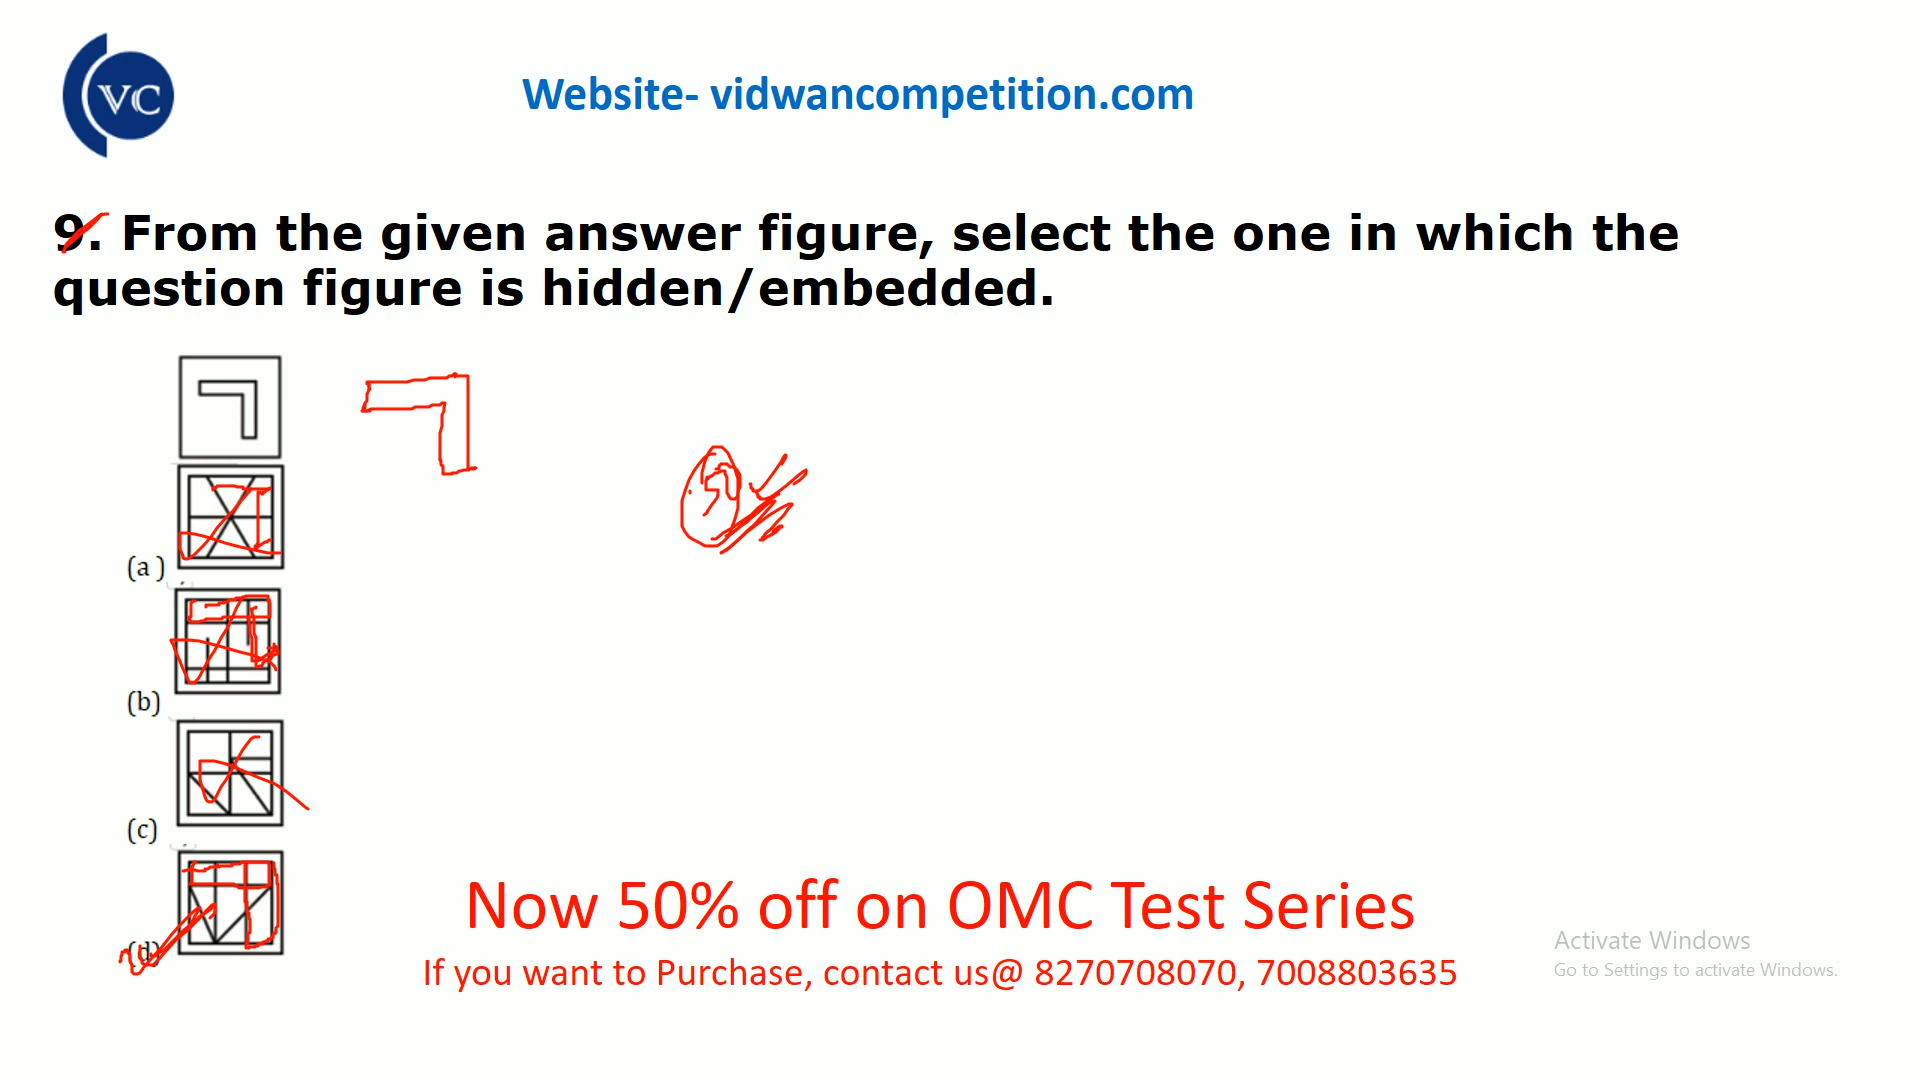 VC
Website- vidwancompetition.com
9. From the given answer figure, select the one in which the
question figure is hidden/embedded.
(a )
(b)
(c)
(d)
Now 50% off on OMC Test Series
If you want to Purchase, contact us@ 8270708070, 7008803635
Activate Windows
Go to Settings to activate Windows.